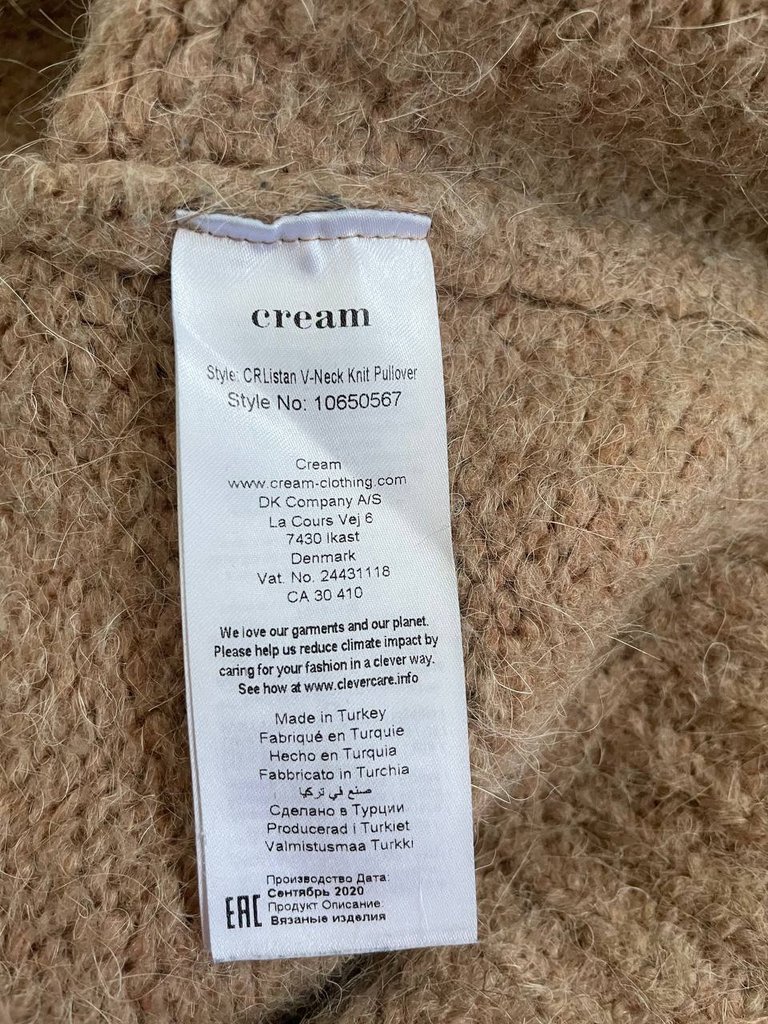 cream
Style: CRListan V-Neck Knit Pullover
Style No: 10650567
Cream
www.cream-clothing.com
DK Company A/S
La Cours Vej 6
7430 Ikast
Denmark
Vat. No. 24431118
CA 30 410
We love our garments and our planet.
Please help us reduce climate impact by
caring for your fashion in a clever way.
See how at www.clevercare.info
Made in Turkey
Fabriqué en Turquie
Hecho en Turquia
Fabbricato in Turchia
صنع في تركيا
Сделано в Турции
Producerad i Turkiet
Valmistusmaa Turkki
EAC
Производство Дата:
Сентябрь 2020
Продукт Описание:
Вязаные изделия